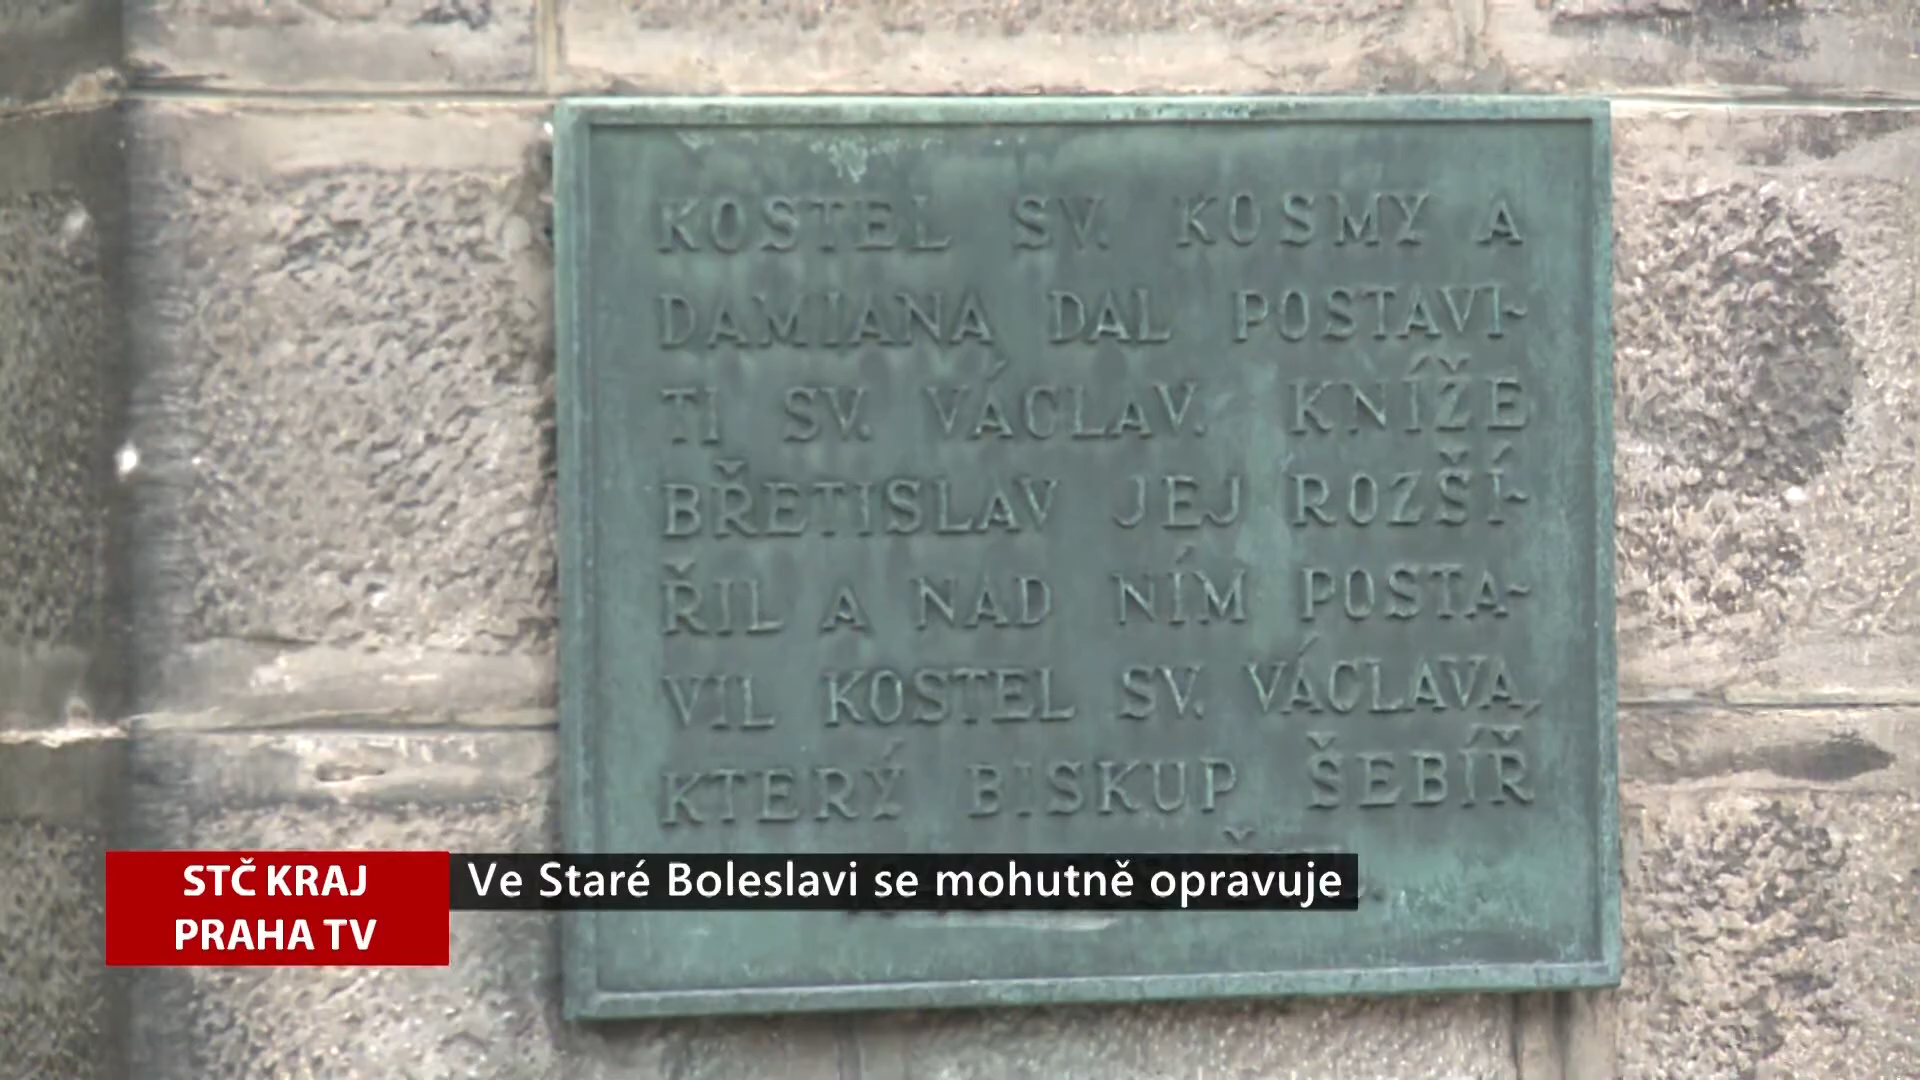 KOSTEL SV. KOSMY A
DAMIANA DAL POSTAVI-
TI SV. VÁCLAV. KNÍŽE
BŘETISLAV JEJ ROZŠÍ-
ŘIL A NAD NÍM POSTA-
VIL KOSTEL SV. VÁCLAVA,
KTERÝ BISKUP ŠEBÍŘ
STČ KRAJ
PRAHA TV
Ve Staré Boleslavi se mohutně opravuje